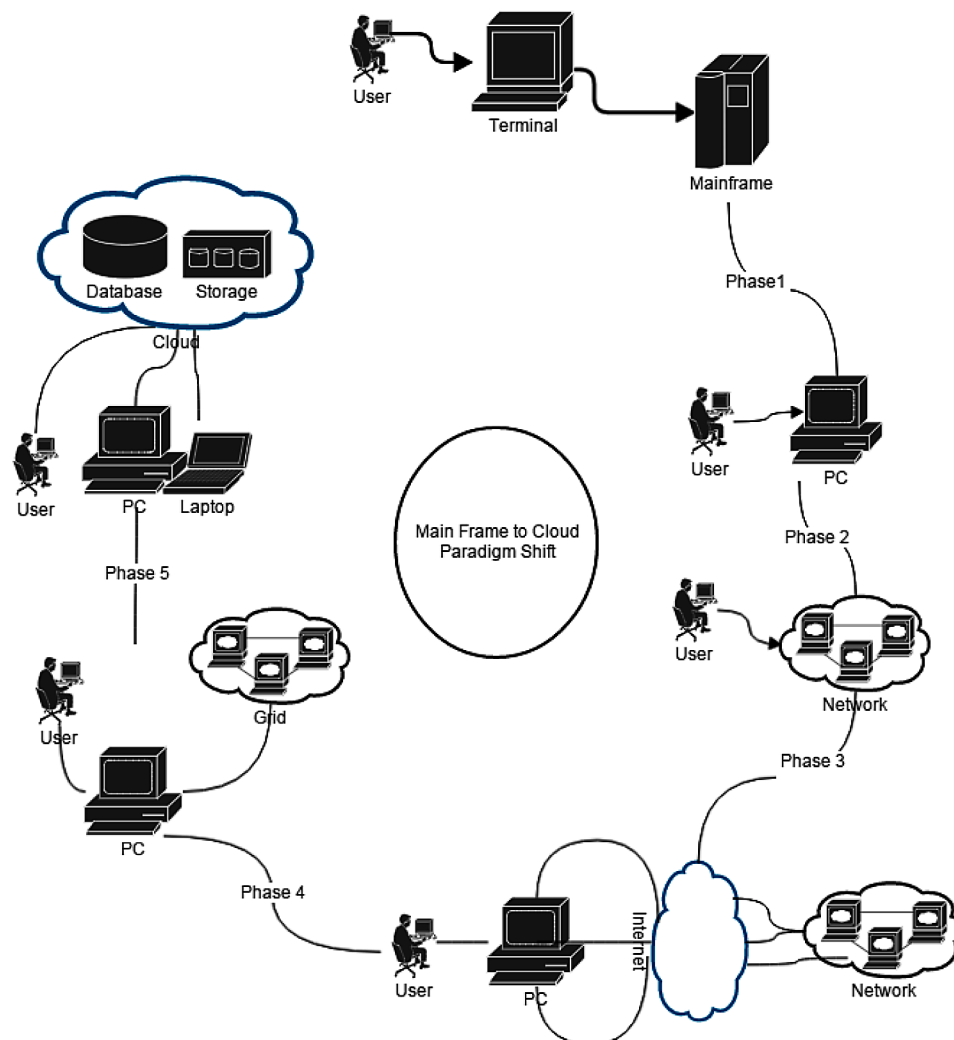 User
Terminal
Mainframe
Phase1
Database
Storage
Cloud
User
PC
User
PC
Laptop
Phase 2
Main Frame to Cloud
Paradigm Shift
Phase 5
User
Network
Grid
User
Phase 3
PC
Phase 4
Internet
User
PC
Network